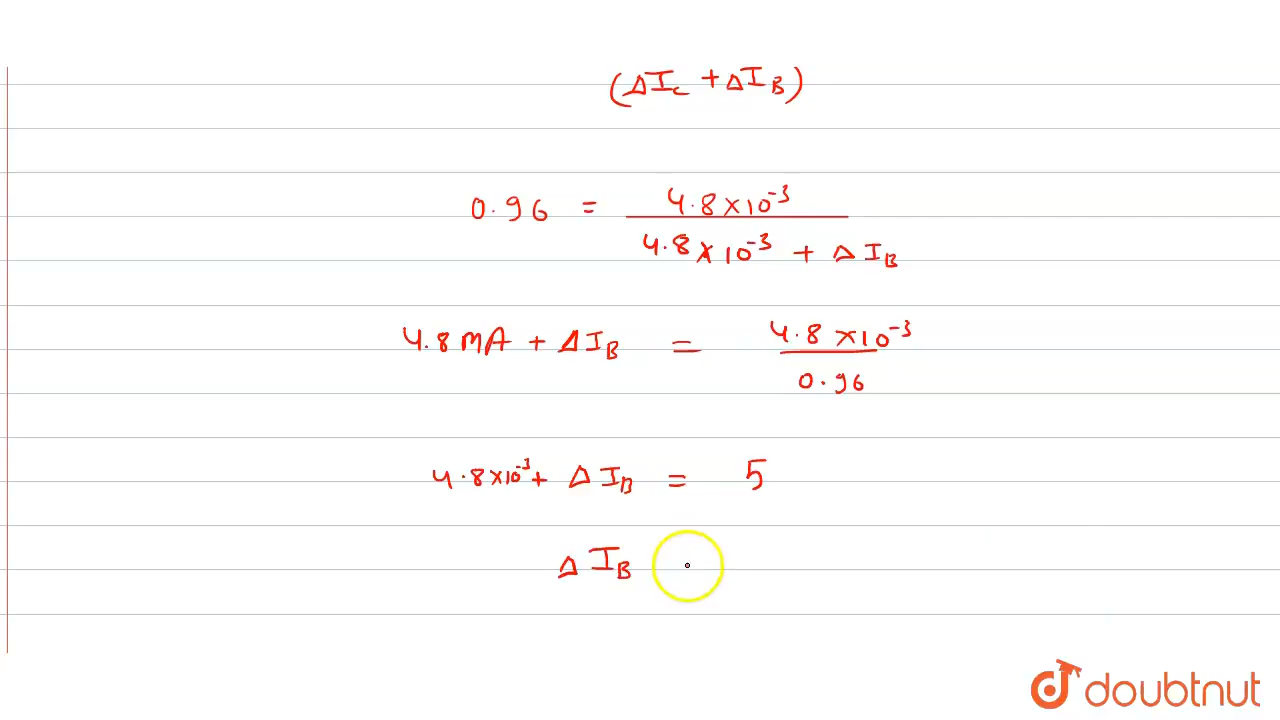 (ΔI_C + ΔI_B)
0.96 = 4.8×10⁻³
4.8×10⁻³ + ΔI_B
4.8 mA + ΔI_B = 4.8×10⁻³
0.96
4.8×10⁻³ + ΔI_B = 5
ΔI_B
doubtnut